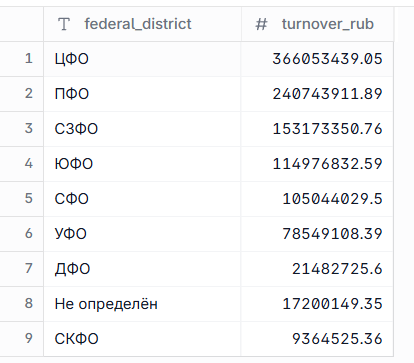 federal_district # turnover_rub
1 ЦФО 366053439.05
2 ПФО 240743911.89
3 СЗФО 153173350.76
4 ЮФО 114976832.59
5 СФО 105044029.5
6 УФО 78549108.39
7 ДФО 21482725.6
8 Не определён 17200149.35
9 СКФО 9364525.36